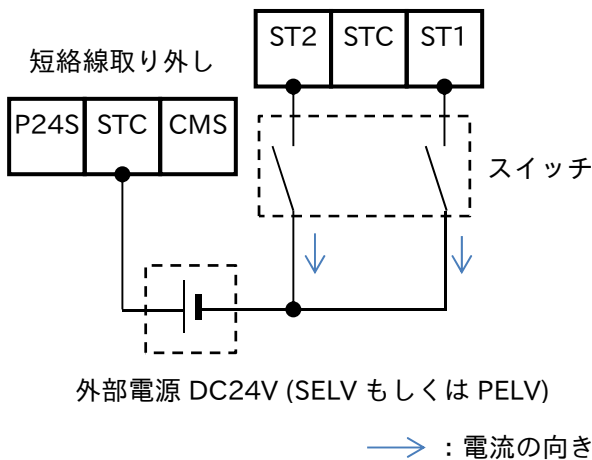 ST2 STC ST1
短絡線取り外し
P24S STC CMS
スイッチ
外部電源 DC24V (SELV もしくは PELV)
：電流の向き